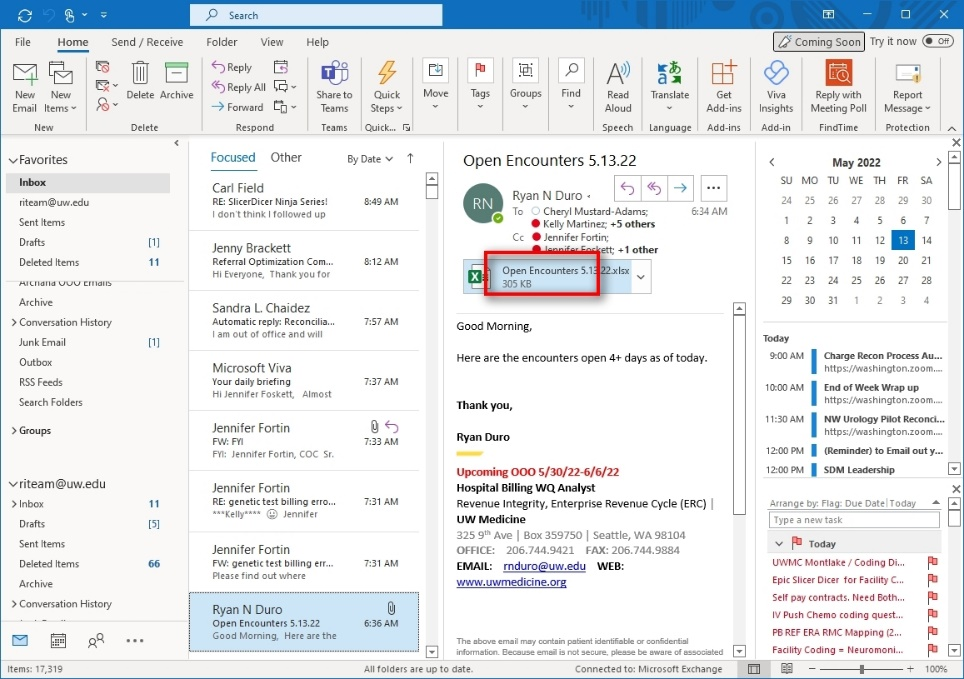 Search
File Home Send / Receive Folder View Help
Coming Soon Try it now Off
New Email
New Items
Delete
Archive
Reply
Reply All
Forward
Share to Teams
Quick Steps
Move
Tags
Groups
Find
Read Aloud
Translate
Get Add-ins
Viva Insights
Reply with Meeting Poll
Report Message
New Delete Respond Teams Quick... Speech Language Add-ins Add-in FindTime Protection
Favorites
Inbox
riteam@uw.edu
Sent Items
Drafts [1]
Deleted Items 11
Archana OOO Emails
Archive
Conversation History
Junk Email [1]
Outbox
RSS Feeds
Search Folders
Groups
riteam@uw.edu
Inbox 11
Drafts [5]
Sent Items
Deleted Items 66
Archive
Conversation History
Focused Other By Date
Carl Field
RE: SlicerDicer Ninja Series! 8:49 AM
I don't think I followed up
Jenny Brackett
Referral Optimization Com... 8:12 AM
Hi Everyone, Thank you for
Sandra L. Chaidez
Automatic reply: Reconcilia... 7:57 AM
I am out of office and will
Microsoft Viva
Your daily briefing 7:37 AM
Hi Jennifer Foskett, Almost
Jennifer Fortin
FW: FYI 7:33 AM
FYI: Jennifer Fortin, COC Sr.
Jennifer Fortin
RE: genetic test billing erro... 7:31 AM
***Kelly**** Jennifer
Jennifer Fortin
FW: genetic test billing erro... 7:31 AM
Please find out where
Ryan N Duro
Open Encounters 5.13.22 6:36 AM
Good Morning, Here are the
Open Encounters 5.13.22
RN
Ryan N Duro
To Cheryl Mustard-Adams; 6:34 AM
Kelly Martinez; +5 others
Cc Jennifer Fortin;
Jennifer Foskett; +1 other
Open Encounters 5.13.22.xlsx
305 KB
Good Morning,
Here are the encounters open 4+ days as of today.
Thank you,
Ryan Duro
Upcoming OOO 5/30/22-6/6/22
Hospital Billing WQ Analyst
Revenue Integrity, Enterprise Revenue Cycle (ERC) |
UW Medicine
325 9th Ave | Box 359750 | Seattle, WA 98104
OFFICE: 206.744.9421 FAX: 206.744.9884
EMAIL: rnduro@uw.edu WEB:
www.uwmedicine.org
The above email may contain patient identifiable or confidential
information. Because email is not secure, please be aware of associated
May 2022
SU MO TU WE TH FR SA
24 25 26 27 28 29 30
1 2 3 4 5 6 7
8 9 10 11 12 13 14
15 16 17 18 19 20 21
22 23 24 25 26 27 28
29 30 31 1 2 3 4
Today
9:00 AM Charge Recon Process Au...
https://washington.zoom....
10:00 AM End of Week Wrap up
https://washington.zoom....
11:30 AM NW Urology Pilot Reconci...
https://washington.zoom....
12:00 PM (Reminder) to Email out y...
12:00 PM SDM Leadership
Arrange by: Flag: Due Date Today
Type a new task
Today
UWMC Montlake / Coding Di...
Epic Slicer Dicer for Facility C...
Self pay contracts. Need Both...
IV Push Chemo coding quest...
PB REF ERA RMC Mapping (2...
Facility Coding = Neuromoni...
Items: 17,319 All folders are up to date. Connected to: Microsoft Exchange 100%